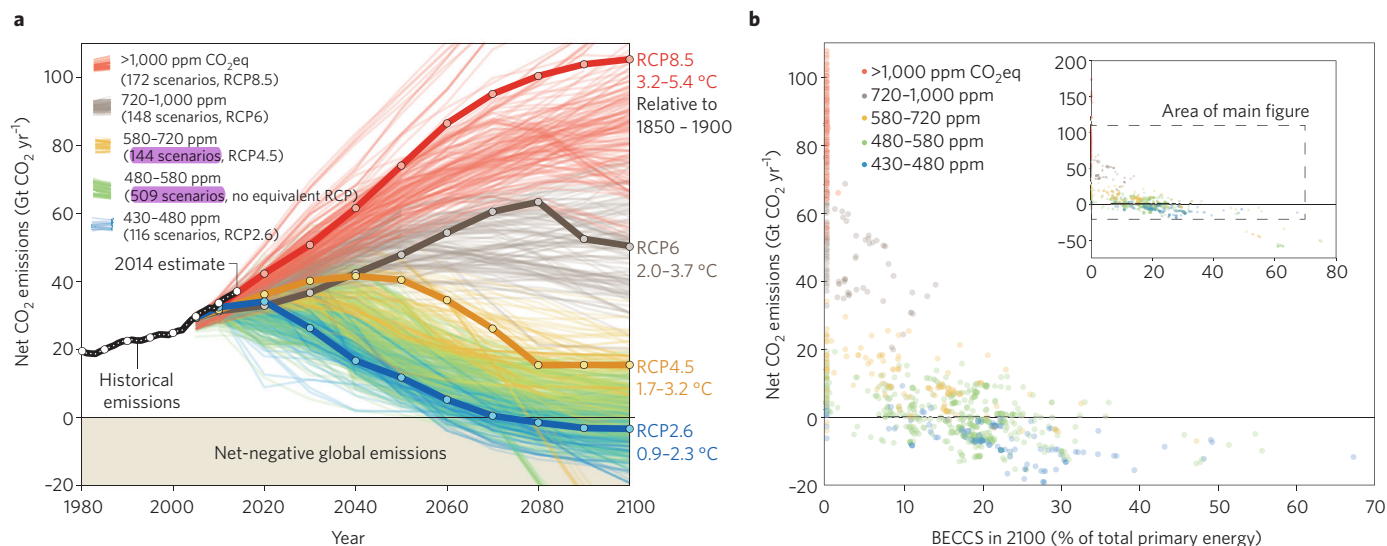 a
Net CO2 emissions (Gt CO2 yr-1)
100
80
60
40
20
0
−20
1980
2000
2020
2040
2060
2080
2100
Year
>1,000 ppm CO2eq
(172 scenarios, RCP8.5)
720–1,000 ppm
(148 scenarios, RCP6)
580–720 ppm
(144 scenarios, RCP4.5)
480–580 ppm
(509 scenarios, no equivalent RCP)
430–480 ppm
(116 scenarios, RCP2.6)
2014 estimate
Historical
emissions
Net-negative global emissions
RCP8.5
3.2–5.4 °C
Relative to
1850 – 1900
RCP6
2.0–3.7 °C
RCP4.5
1.7–3.2 °C
RCP2.6
0.9–2.3 °C
b
Net CO2 emissions (Gt CO2 yr-1)
100
80
60
40
20
0
−20
0
10
20
30
40
50
60
70
BECCS in 2100 (% of total primary energy)
>1,000 ppm CO2eq
720–1,000 ppm
580–720 ppm
480–580 ppm
430–480 ppm
200
150
100
50
0
−50
0
20
40
60
80
Area of main figure